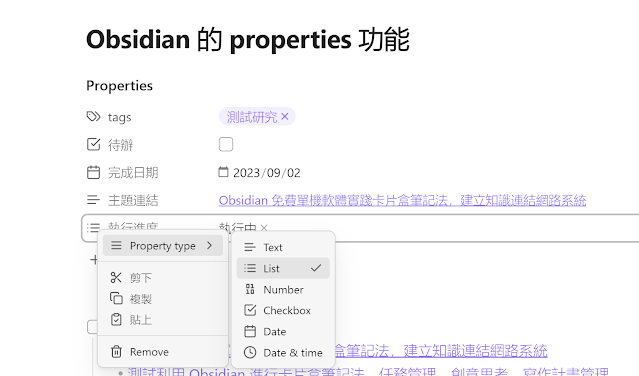 Obsidian 的 properties 功能
Properties
tags 測試研究 ×
待辦
完成日期 2023/09/02
主題連結 Obsidian 免費單機軟體實踐卡片盒筆記法，建立知識連結網路系統
執行進度 執行中 ×
Property type
剪下
複製
貼上
Remove
Text
List
Number
Checkbox
Date
Date & time
盒筆記法，建立知識連結網路系統
測試利用 Obsidian 進行卡片盒筆記法、任務管理、創意思考、寫作計畫管理